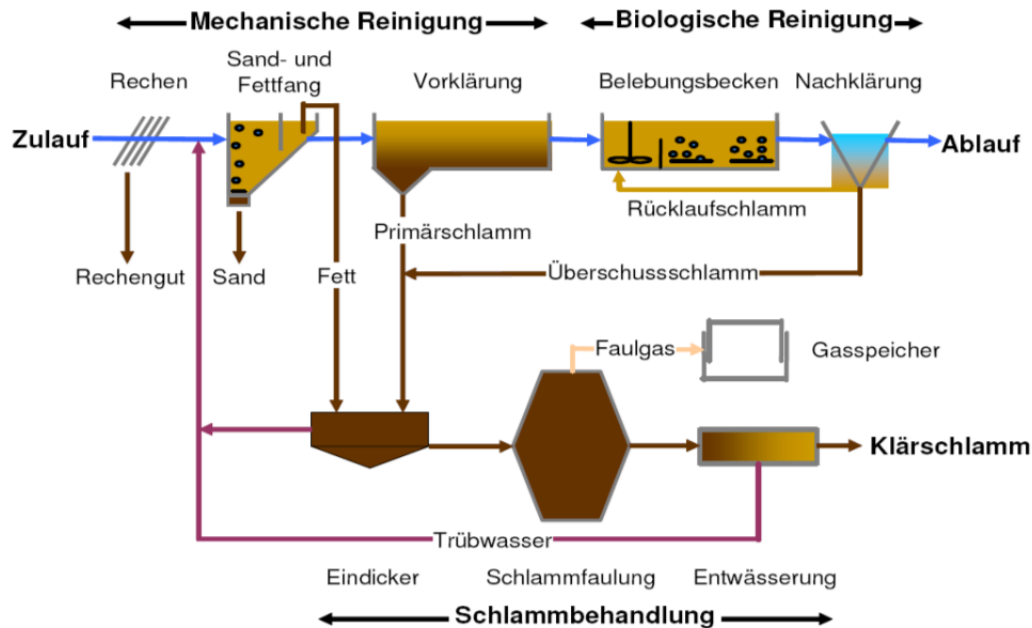 Mechanische Reinigung
Biologische Reinigung
Rechen
Sand- und
Fettfang
Vorklärung
Belebungsbecken
Nachklärung
Zulauf
Ablauf
Rücklaufschlamm
Primärschlamm
Rechengut
Sand
Fett
Überschussschlamm
Faulgas
Gasspeicher
Klärschlamm
Trübwasser
Eindicker
Schlammfaulung
Entwässerung
Schlammbehandlung